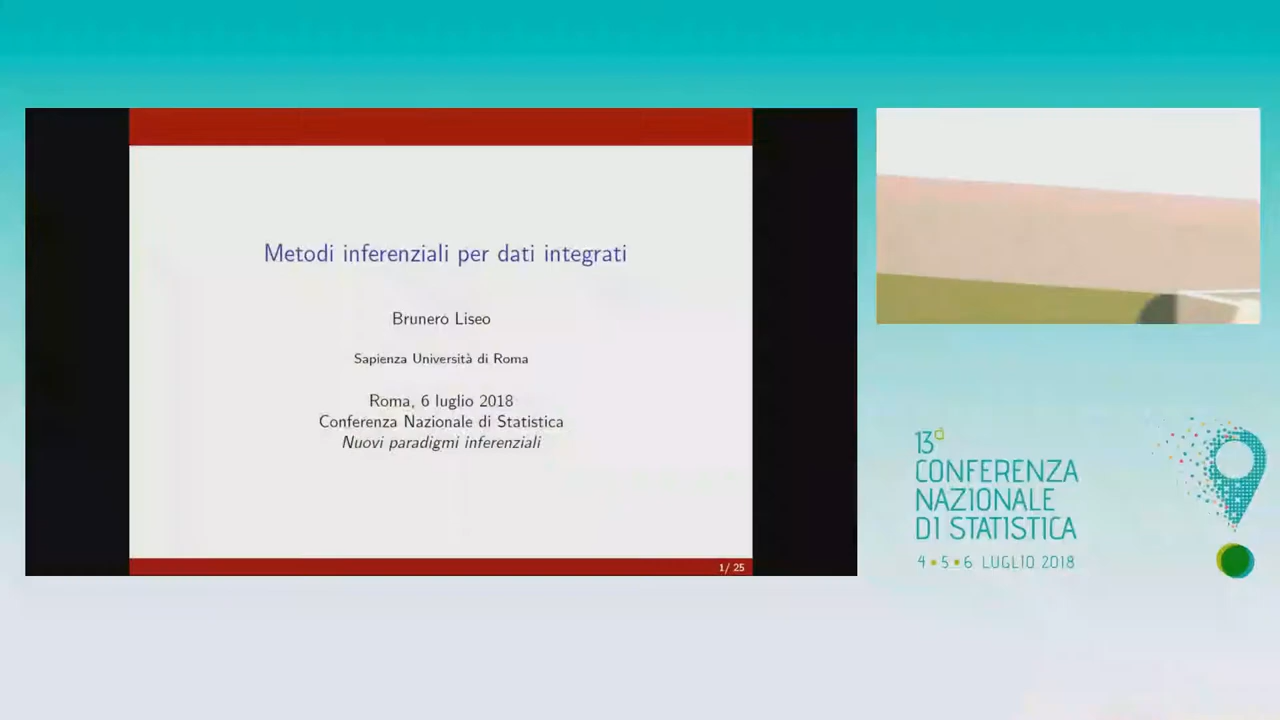 Metodi inferenziali per dati integrati
Brunero Liseo
Sapienza Università di Roma
Roma, 6 luglio 2018
Conferenza Nazionale di Statistica
Nuovi paradigmi inferenziali
1/ 25
13ª
CONFERENZA
NAZIONALE
DI STATISTICA
4 • 5 • 6 LUGLIO 2018